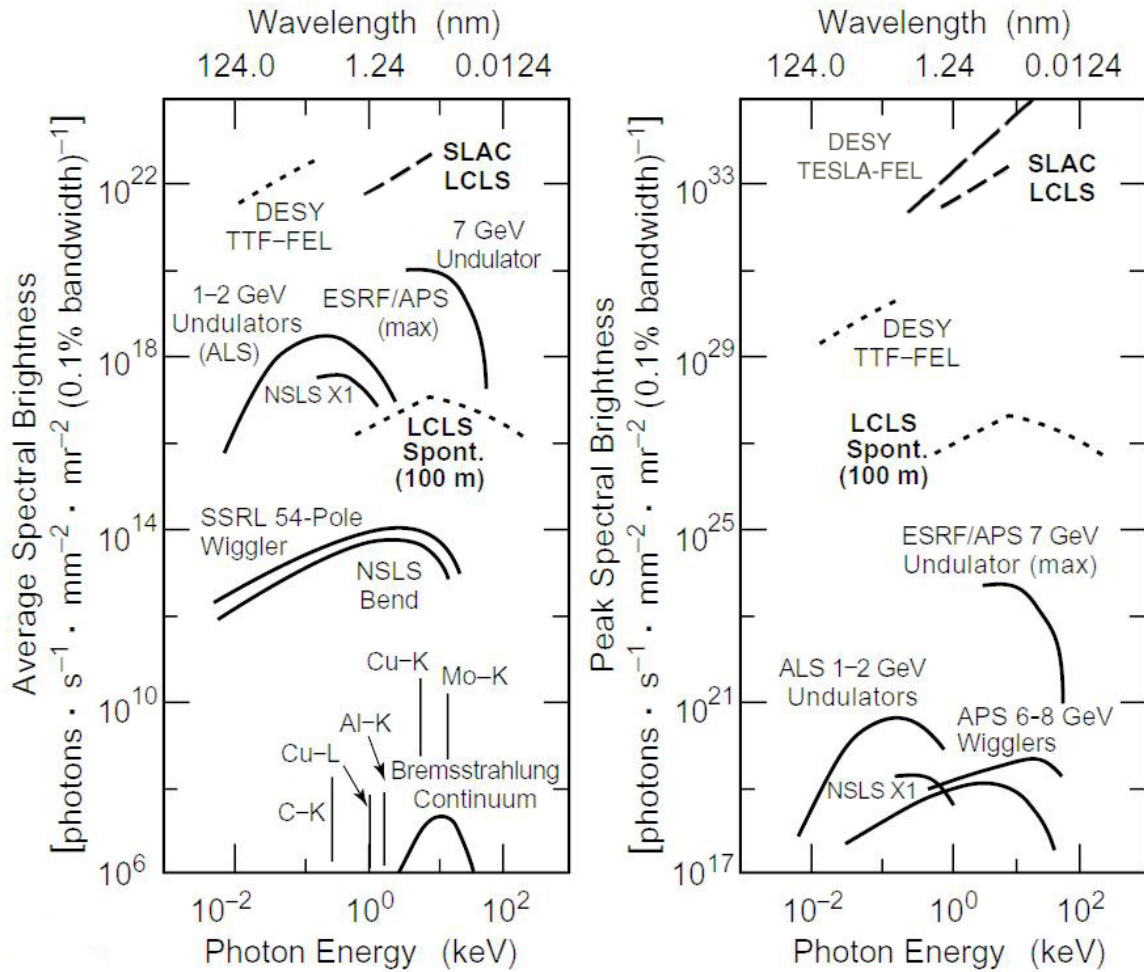 Wavelength (nm)
124.0 1.24 0.0124
Average Spectral Brightness
[photons · s⁻¹ · mm⁻² · mr⁻² (0.1% bandwidth)⁻¹]
10²²
10¹⁸
10¹⁴
10¹⁰
10⁶
SLAC
LCLS
DESY
TTF–FEL
7 GeV
Undulator
1–2 GeV
Undulators
(ALS)
ESRF/APS
(max)
NSLS X1
LCLS
Spont.
(100 m)
SSRL 54-Pole
Wiggler
NSLS
Bend
Cu–K
Mo–K
Al–K
Cu–L
Bremsstrahlung
Continuum
C–K
10⁻² 10⁰ 10²
Photon Energy (keV)
Wavelength (nm)
124.0 1.24 0.0124
Peak Spectral Brightness
[photons · s⁻¹ · mm⁻² · mr⁻² (0.1% bandwidth)⁻¹]
10³³
10²⁹
10²⁵
10²¹
10¹⁷
DESY
TESLA-FEL
SLAC
LCLS
DESY
TTF–FEL
LCLS
Spont.
(100 m)
ESRF/APS 7 GeV
Undulator (max)
ALS 1–2 GeV
Undulators
APS 6-8 GeV
Wigglers
NSLS X1
10⁻² 10⁰ 10²
Photon Energy (keV)